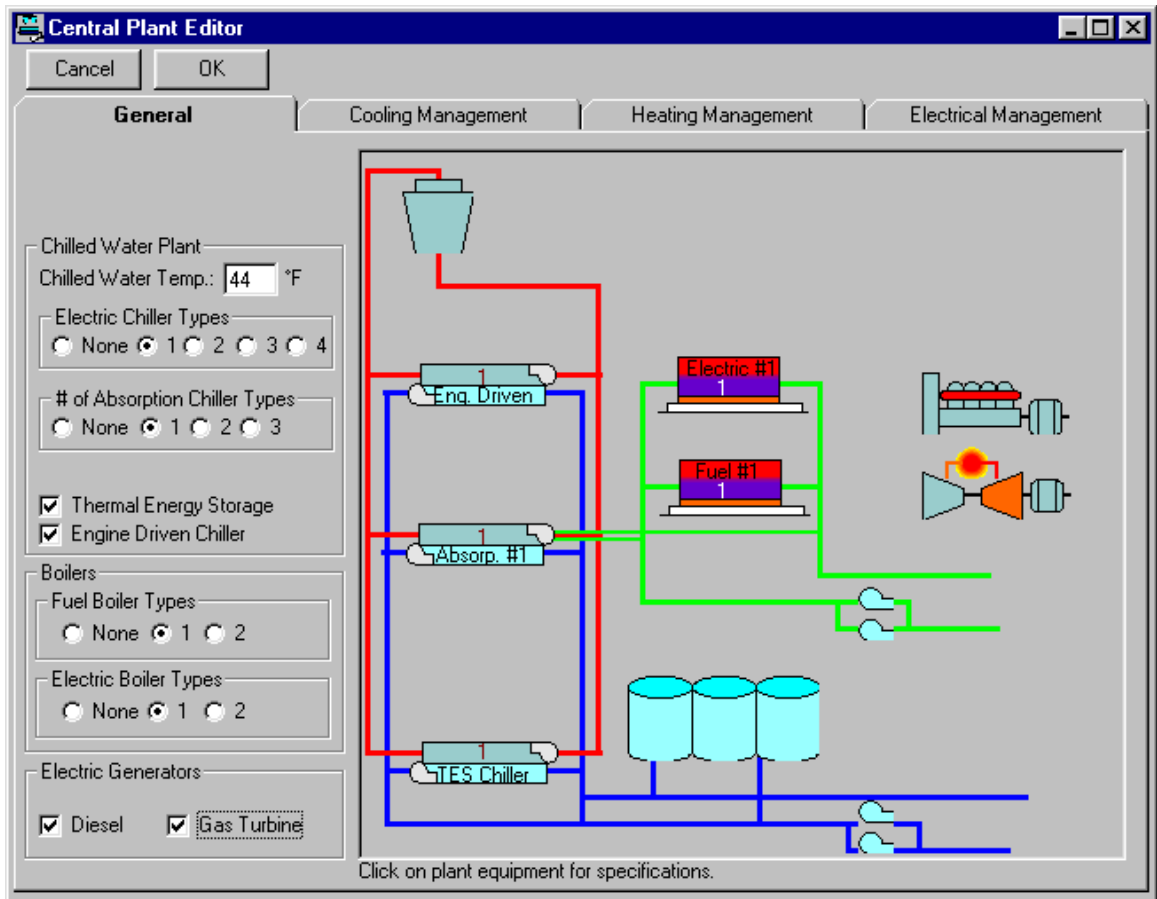 Central Plant Editor
Cancel OK
General Cooling Management Heating Management Electrical Management
Chilled Water Plant
Chilled Water Temp.: 44 °F
Electric Chiller Types
None 1 2 3 4
# of Absorption Chiller Types
None 1 2 3
Thermal Energy Storage
Engine Driven Chiller
Boilers
Fuel Boiler Types
None 1 2
Electric Boiler Types
None 1 2
Electric Generators
Diesel Gas Turbine
1
Eng. Driven
Electric #1
1
Fuel #1
1
1
Absorp. #1
1
TES Chiller
Click on plant equipment for specifications.